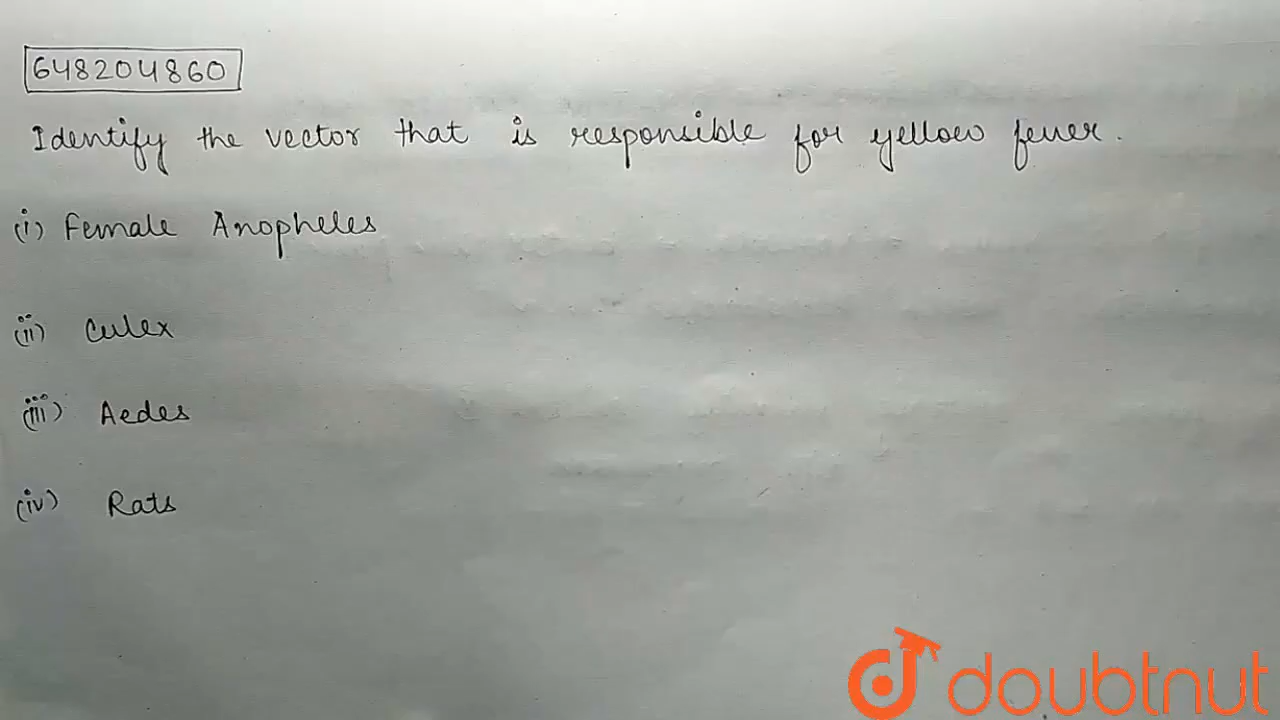 648204860
Identify the vector that is responsible for yellow fever.
(i) Female Anopheles
(ii) Culex
(iii) Aedes
(iv) Rats
doubtnut